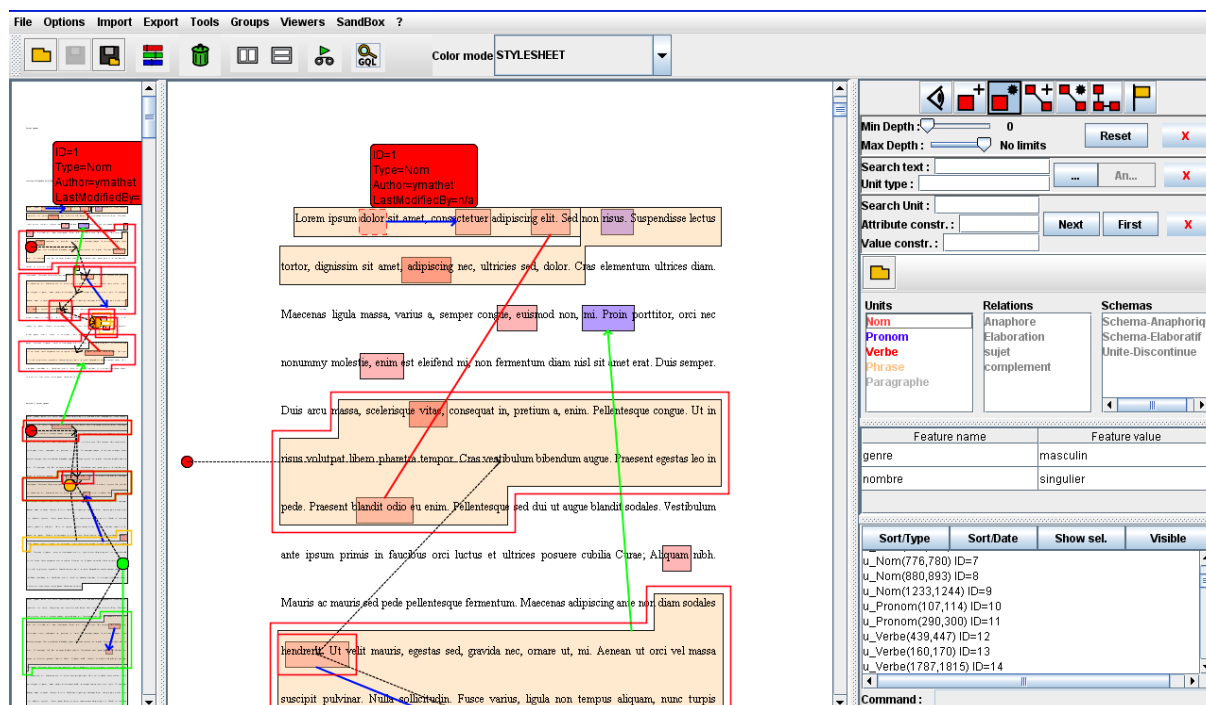 File Options Import Export Tools Groups Viewers SandBox ?
GQL
Color mode STYLESHEET
ID=1
Type=Nom
Author=ymathet
LastModifiedBy=
ID=1
Type=Nom
Author=ymathet
LastModifiedBy=n/a
Lorem ipsum dolor sit amet, consectetuer adipiscing elit. Sed non risus. Suspendisse lectus
tortor, dignissim sit amet, adipiscing nec, ultricies sed, dolor. Cras elementum ultrices diam.
Maecenas ligula massa, varius a, semper congue, euismod non, mi. Proin porttitor, orci nec
nonummy molestie, enim est eleifend mi, non fermentum diam nisl sit amet erat. Duis semper.
Duis arcu massa, scelerisque vitae, consequat in, pretium a, enim. Pellentesque congue. Ut in
risus volutpat libero pharetra tempor. Cras vestibulum bibendum augue. Praesent egestas leo in
pede. Praesent blandit odio eu enim. Pellentesque sed dui ut augue blandit sodales. Vestibulum
ante ipsum primis in faucibus orci luctus et ultrices posuere cubilia Curae; Aliquam nibh.
Mauris ac mauris sed pede pellentesque fermentum. Maecenas adipiscing ante non diam sodales
hendrerit. Ut velit mauris, egestas sed, gravida nec, ornare ut, mi. Aenean ut orci vel massa
suscipit pulvinar. Nulla sollicitudin. Fusce varius, ligula non tempus aliquam, nunc turpis
Min Depth : 0
Max Depth : No limits
Reset X
Search text :
Unit type :
... An... X
Search Unit :
Attribute constr. :
Value constr. :
Next First X
Units Relations Schemas
Nom Anaphore Schema-Anaphoriq
Pronom Elaboration Schema-Elaboratif
Verbe sujet Unite-Discontinue
Phrase complement
Paragraphe
Feature name Feature value
genre masculin
nombre singulier
Sort/Type Sort/Date Show sel. Visible
u_Nom(776,780) ID=7
u_Nom(880,893) ID=8
u_Nom(1233,1244) ID=9
u_Pronom(107,114) ID=10
u_Pronom(290,300) ID=11
u_Verbe(439,447) ID=12
u_Verbe(160,170) ID=13
u_Verbe(1787,1815) ID=14
Command :